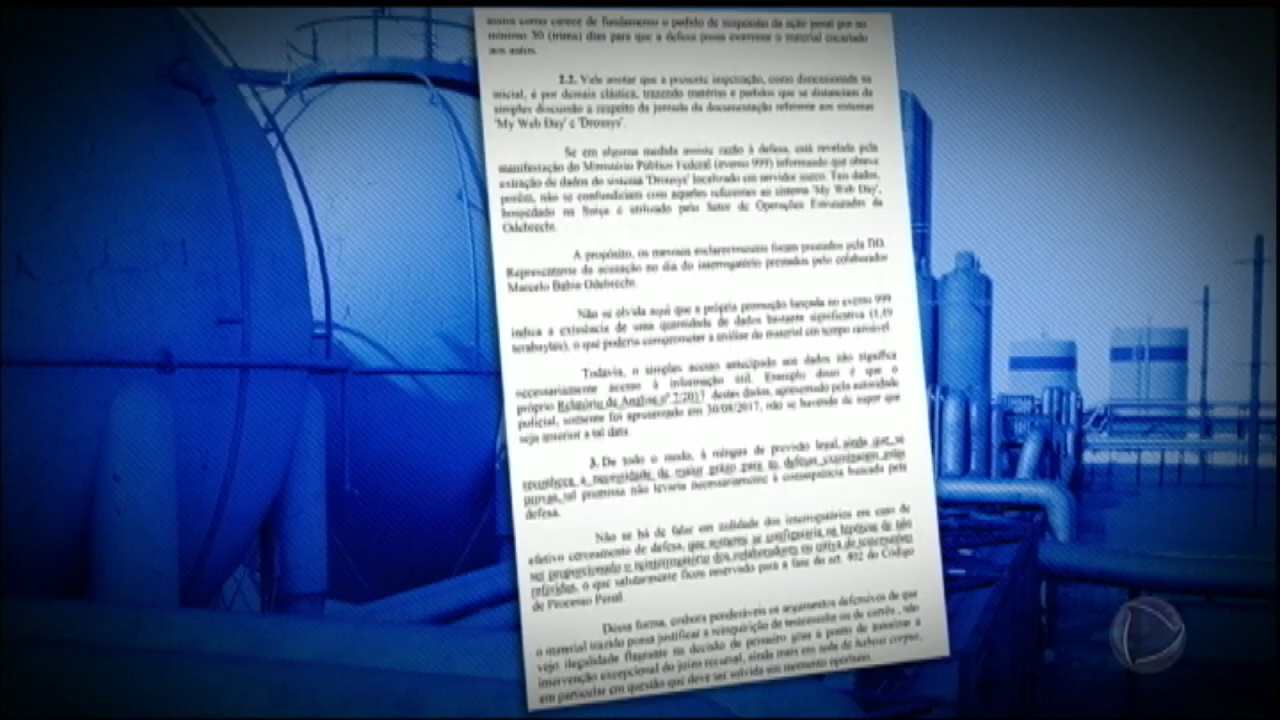 assim como carece de fundamento o pedido de suspensão da ação penal por no
mínimo 30 (trinta) dias para que a defesa possa examinar o material encartado
aos autos.
2.2. Vale anotar que a presente impetração, como dimensionada na
inicial, é por demais elástica, trazendo matérias e pedidos que se distanciam da
simples discussão a respeito da juntada da documentação referente aos sistemas
'My Web Day' e 'Drousys'.
Se em alguma medida assiste razão à defesa, está revelada pela
manifestação do Ministério Público Federal (evento 999) informando que obteve
extração de dados do sistema 'Drousys' localizado em servidor sueco. Tais dados,
porém, não se confundiriam com aqueles referentes ao sistema 'My Web Day',
hospedado na Suíça e utilizado pelo Setor de Operações Estruturadas da
Odebrecht.
A propósito, os mesmos esclarecimentos foram prestados pela DD.
Representante da acusação no dia do interrogatório prestados pelo colaborador
Marcelo Bahia Odebrecht.
Não se olvida aqui que a própria promoção lançada no evento 999
indica a existência de uma quantidade de dados bastante significativa (1,49
terabaytes), o que poderia comprometer a análise do material em tempo razoável.
Todavia, o simples acesso antecipado aos dados não significa
necessariamente acesso à informação útil. Exemplo disso é que o
próprio Relatório de Análise nº 7/2017 destes dados, apresentado pela autoridade
policial, somente foi apresentado em 30/08/2017, não se havendo de supor que
seja anterior a tal data.
3. De todo o modo, à míngua de previsão legal, ainda que se
reconheça a necessidade de maior prazo para as defesas examinarem
provas, tal premissa não levaria necessariamente à consequência buscada pela
defesa.
Não se há de falar em nulidade dos interrogatórios em caso de
efetivo cerceamento de defesa, que somente se configuraria na hipótese de não
ser proporcionado o reinterrogatório dos colaboradores ou oitiva de testemunhas
referidas, o que salutarmente ficou reservado para a fase do art. 402 do Código
de Processo Penal.
Dessa forma, embora ponderáveis os argumentos defensivos de que
o material trazido possa justificar a reinquirição de testemunha ou de corréu, não
vejo ilegalidade flagrante na decisão de primeiro grau a ponto de autorizar a
intervenção excepcional do juízo recursal, ainda mais em sede de habeas corpus,
em particular em questão que deve ser solvida em momento oportuno.